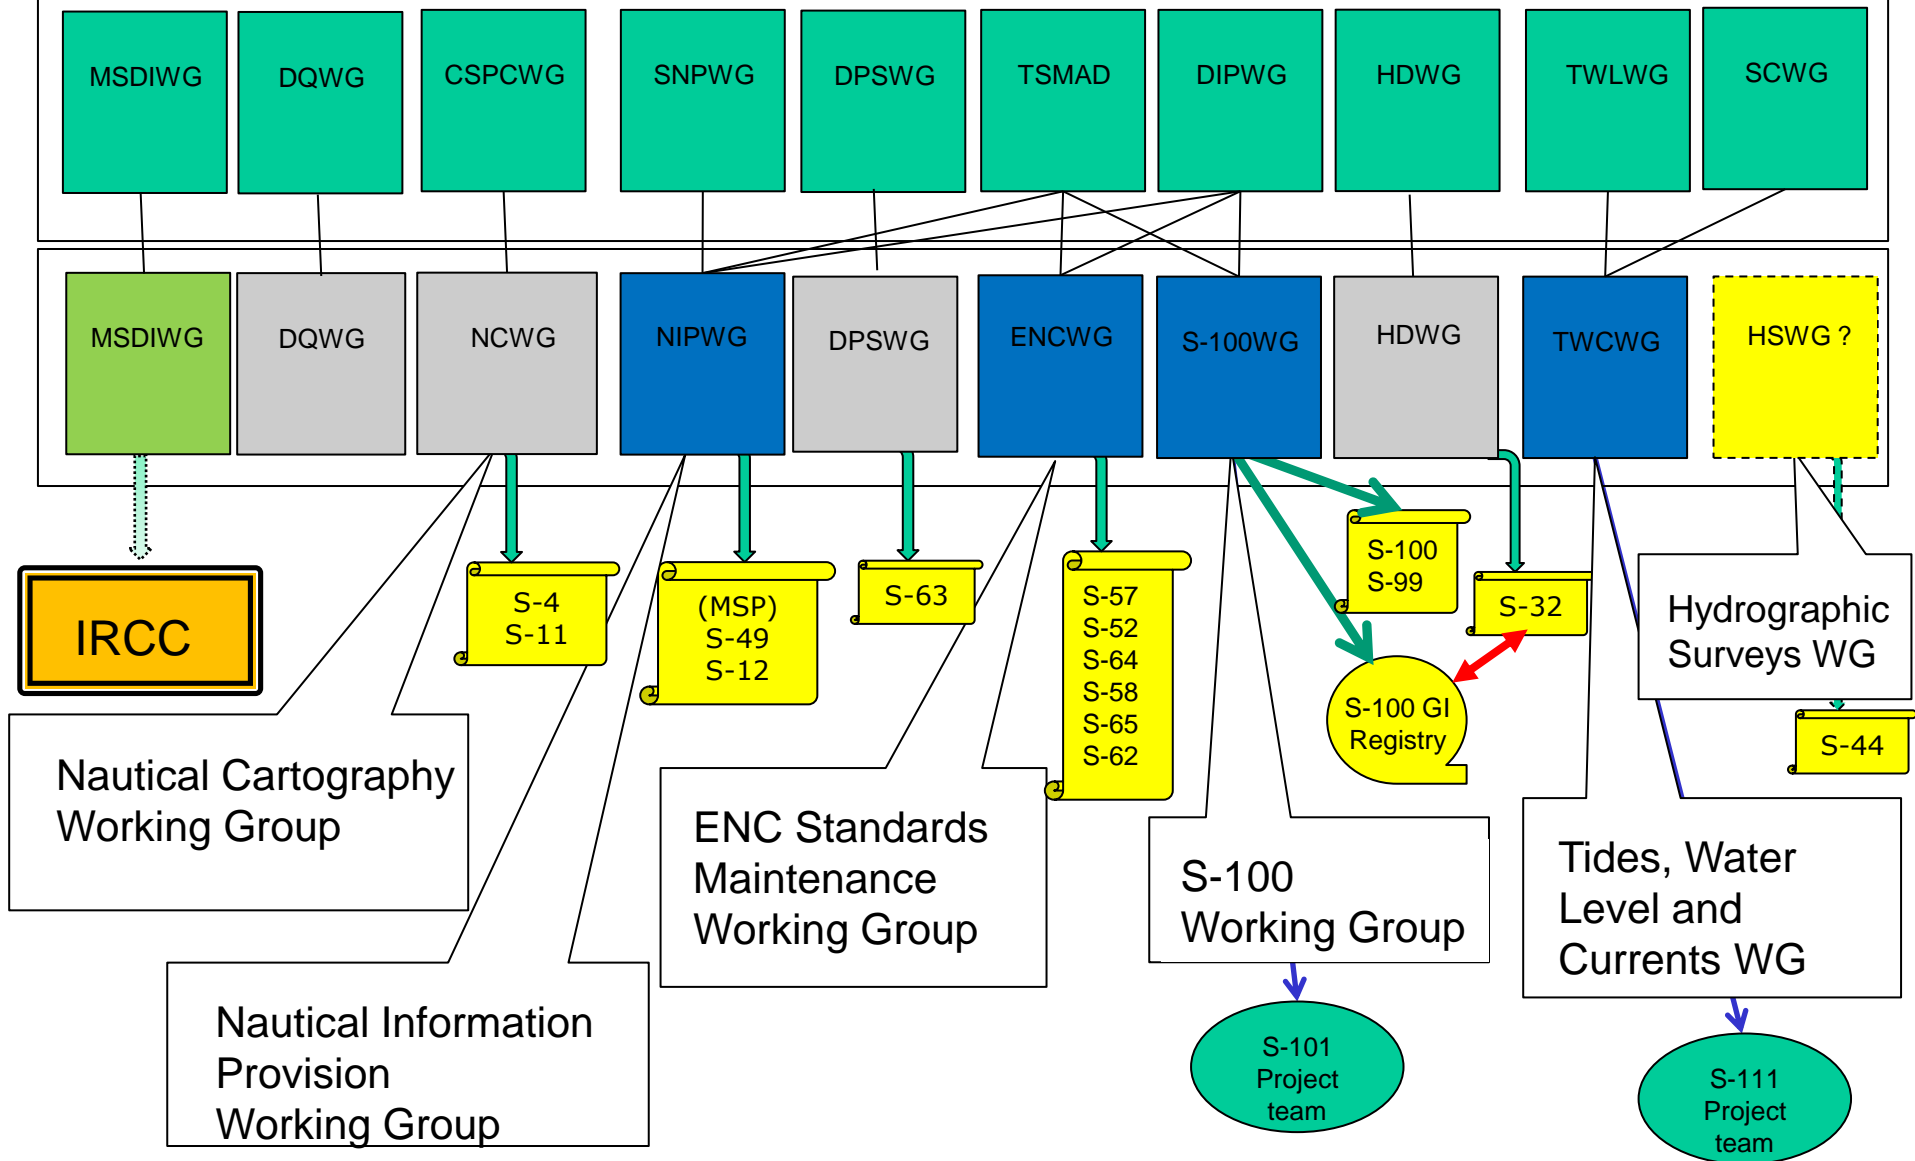 MSDIWG
DQWG
CSPCWG
SNPWG
DPSWG
TSMAD
DIPWG
HDWG
TWLWG
SCWG
MSDIWG
DQWG
NCWG
NIPWG
DPSWG
ENCWG
S-100WG
HDWG
TWCWG
HSWG ?
IRCC
S-4
S-11
(MSP)
S-49
S-12
S-63
S-57
S-52
S-64
S-58
S-65
S-62
S-100
S-99
S-32
S-100 GI
Registry
Hydrographic
Surveys WG
S-44
Nautical Cartography
Working Group
Nautical Information
Provision
Working Group
ENC Standards
Maintenance
Working Group
S-100
Working Group
Tides, Water
Level and
Currents WG
S-101
Project
team
S-111
Project
team